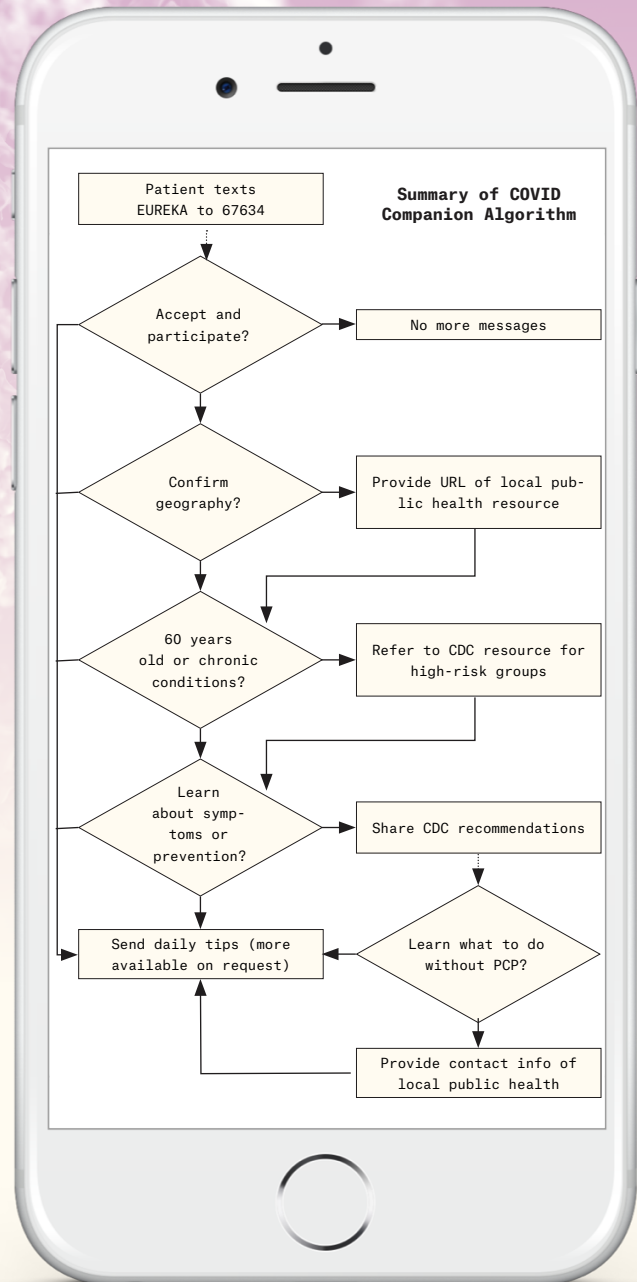 Patient texts
EUREKA to 67634
Summary of COVID
Companion Algorithm
Accept and
participate?
No more messages
Confirm
geography?
Provide URL of local pub-
lic health resource
60 years
old or chronic
conditions?
Refer to CDC resource for
high-risk groups
Learn
about symp-
toms or
prevention?
Share CDC recommendations
Send daily tips (more
available on request)
Learn what to do
without PCP?
Provide contact info of
local public health